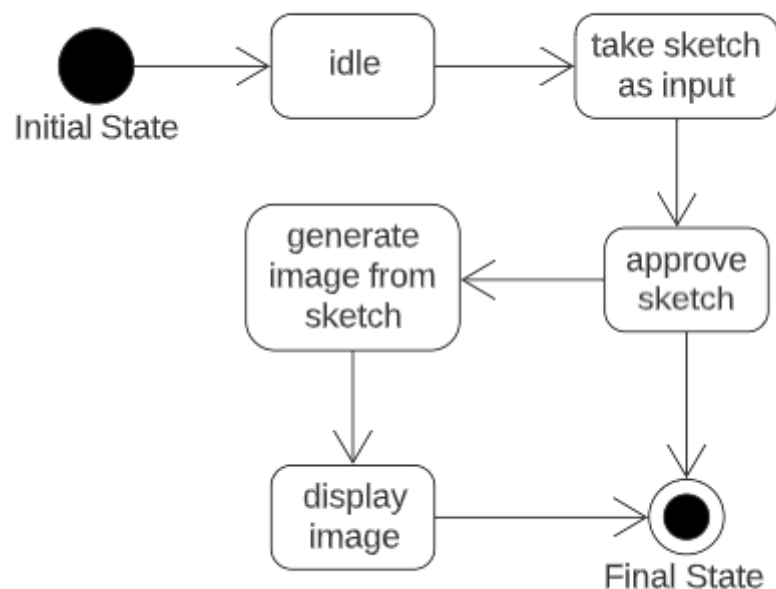 idle
take sketch
as input
Initial State
generate
image from
sketch
approve
sketch
display
image
Final State